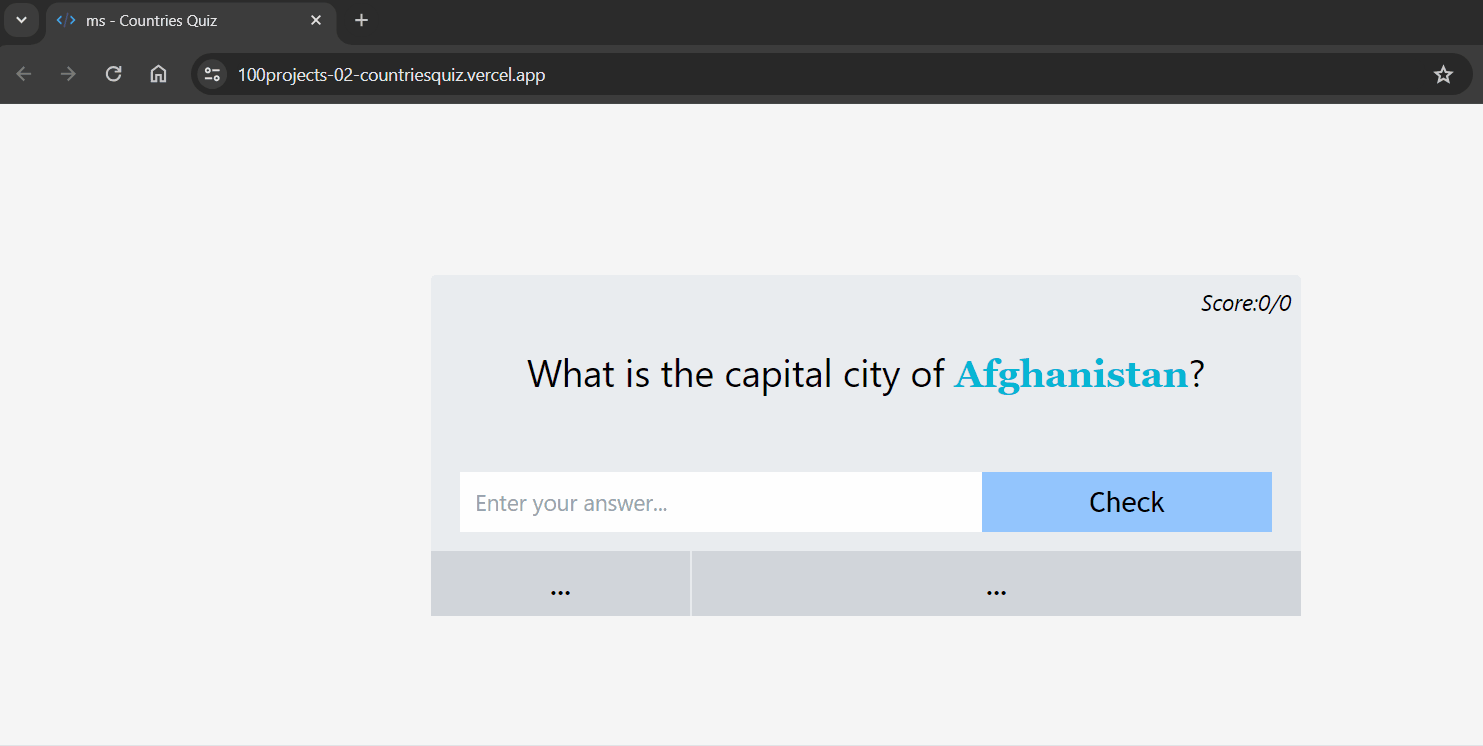 ms - Countries Quiz
100projects-02-countriesquiz.vercel.app
Score:0/0
What is the capital city of Afghanistan?
Enter your answer...
Check
... ...